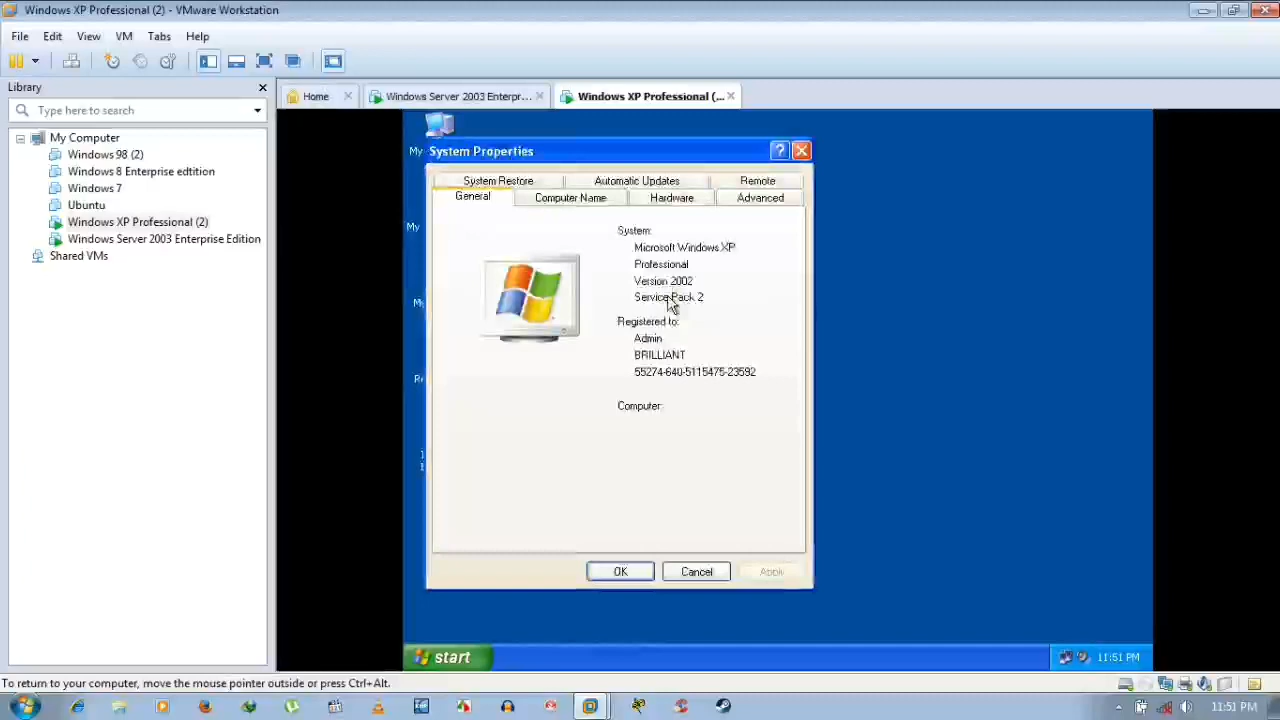 Windows XP Professional (2) - VMware Workstation
File Edit View VM Tabs Help
Library
Home
Windows Server 2003 Enterpr...
Windows XP Professional (...
Type here to search
My Computer
Windows 98 (2)
Windows 8 Enterprise edtition
Windows 7
Ubuntu
Windows XP Professional (2)
Windows Server 2003 Enterprise Edition
Shared VMs
My
My
System Properties
System Restore Automatic Updates Remote
General Computer Name Hardware Advanced
System:
Microsoft Windows XP
Professional
Version 2002
Service Pack 2
Registered to:
Admin
BRILLIANT
55274-640-5115475-23592
Computer:
OK Cancel Apply
start
11:51 PM
To return to your computer, move the mouse pointer outside or press Ctrl+Alt.
11:51 PM